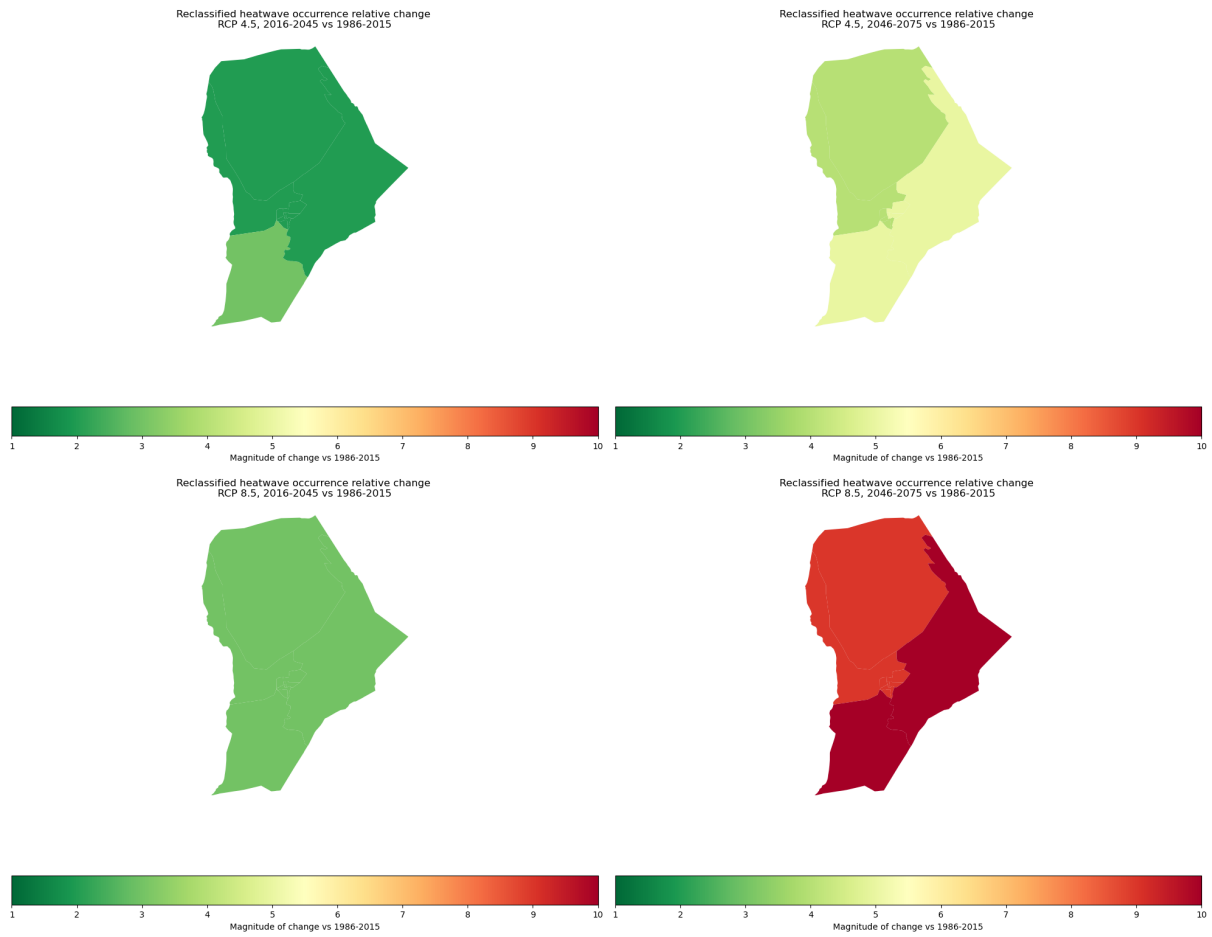 Reclassified heatwave occurrence relative change
RCP 4.5, 2016-2045 vs 1986-2015
Reclassified heatwave occurrence relative change
RCP 4.5, 2046-2075 vs 1986-2015
1 2 3 4 5 6 7 8 9 10
Magnitude of change vs 1986-2015
1 2 3 4 5 6 7 8 9 10
Magnitude of change vs 1986-2015
Reclassified heatwave occurrence relative change
RCP 8.5, 2016-2045 vs 1986-2015
Reclassified heatwave occurrence relative change
RCP 8.5, 2046-2075 vs 1986-2015
1 2 3 4 5 6 7 8 9 10
Magnitude of change vs 1986-2015
1 2 3 4 5 6 7 8 9 10
Magnitude of change vs 1986-2015